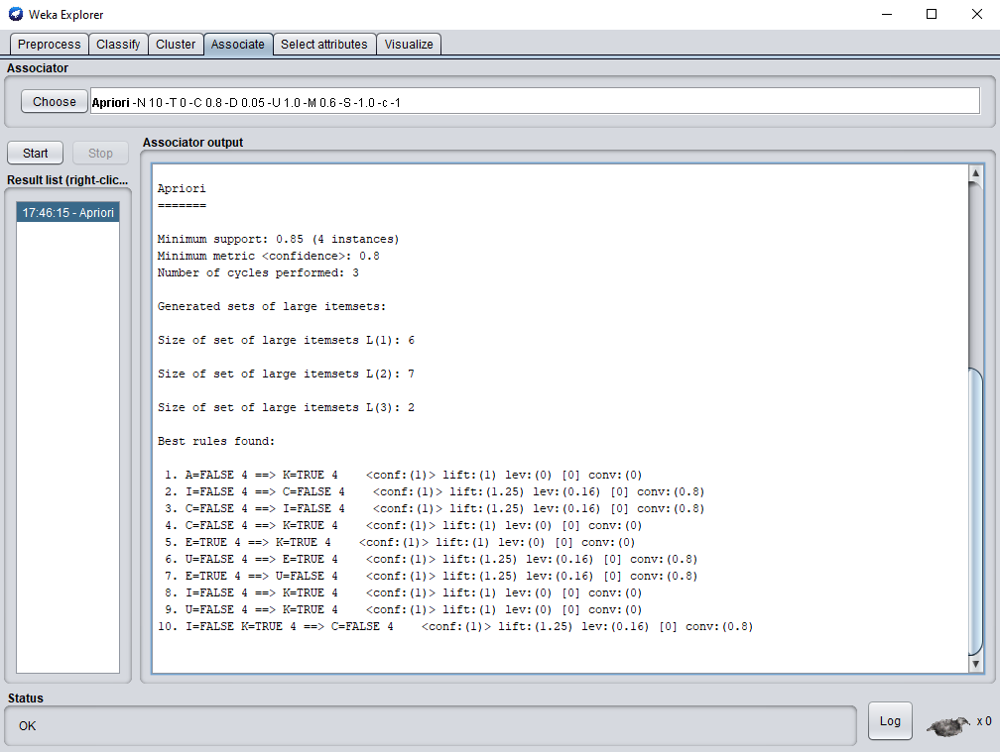 Weka Explorer
Preprocess Classify Cluster Associate Select attributes Visualize
Associator
Choose Apriori -N 10 -T 0 -C 0.8 -D 0.05 -U 1.0 -M 0.6 -S -1.0 -c -1
Start Stop
Result list (right-clic...
17:46:15 - Apriori
Associator output
Apriori
=======
Minimum support: 0.85 (4 instances)
Minimum metric <confidence>: 0.8
Number of cycles performed: 3
Generated sets of large itemsets:
Size of set of large itemsets L(1): 6
Size of set of large itemsets L(2): 7
Size of set of large itemsets L(3): 2
Best rules found:
1. A=FALSE 4 ==> K=TRUE 4 <conf:(1)> lift:(1) lev:(0) [0] conv:(0)
2. I=FALSE 4 ==> C=FALSE 4 <conf:(1)> lift:(1.25) lev:(0.16) [0] conv:(0.8)
3. C=FALSE 4 ==> I=FALSE 4 <conf:(1)> lift:(1.25) lev:(0.16) [0] conv:(0.8)
4. C=FALSE 4 ==> K=TRUE 4 <conf:(1)> lift:(1) lev:(0) [0] conv:(0)
5. E=TRUE 4 ==> K=TRUE 4 <conf:(1)> lift:(1) lev:(0) [0] conv:(0)
6. U=FALSE 4 ==> E=TRUE 4 <conf:(1)> lift:(1.25) lev:(0.16) [0] conv:(0.8)
7. E=TRUE 4 ==> U=FALSE 4 <conf:(1)> lift:(1.25) lev:(0.16) [0] conv:(0.8)
8. I=FALSE 4 ==> K=TRUE 4 <conf:(1)> lift:(1) lev:(0) [0] conv:(0)
9. U=FALSE 4 ==> K=TRUE 4 <conf:(1)> lift:(1) lev:(0) [0] conv:(0)
10. I=FALSE K=TRUE 4 ==> C=FALSE 4 <conf:(1)> lift:(1.25) lev:(0.16) [0] conv:(0.8)
Status
OK
Log
x 0